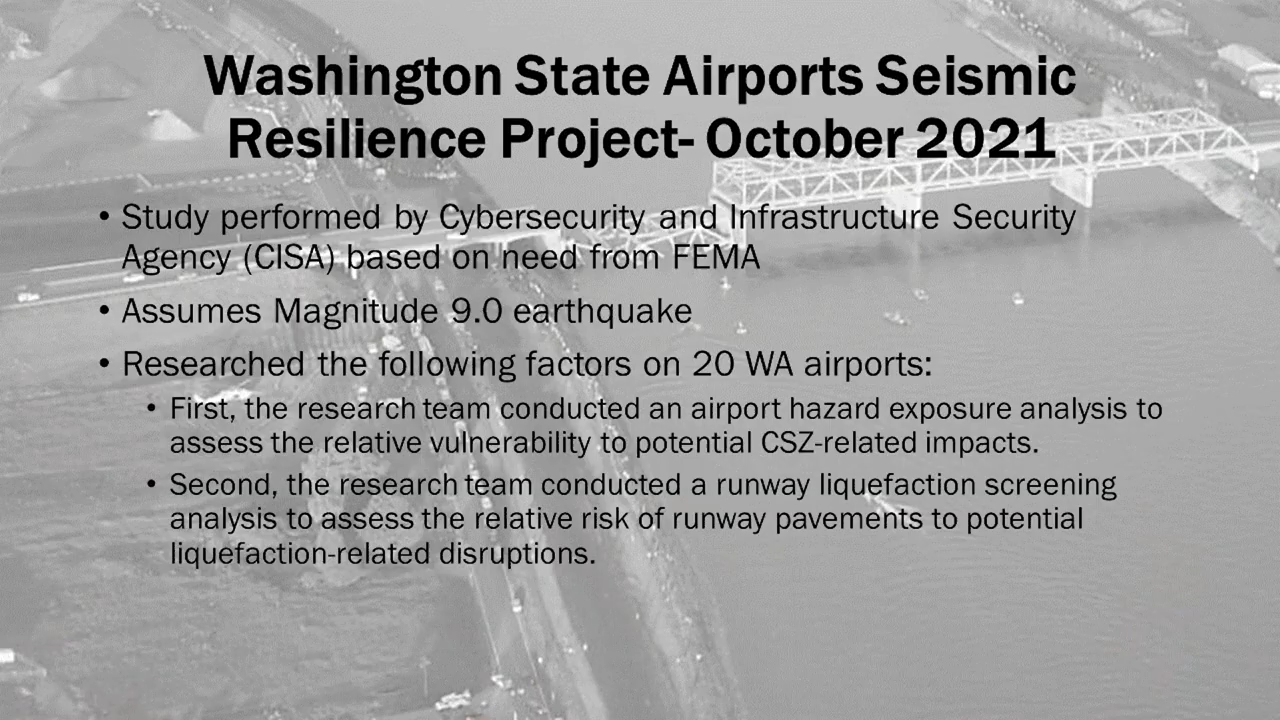 Washington State Airports Seismic
Resilience Project- October 2021
• Study performed by Cybersecurity and Infrastructure Security
Agency (CISA) based on need from FEMA
• Assumes Magnitude 9.0 earthquake
• Researched the following factors on 20 WA airports:
• First, the research team conducted an airport hazard exposure analysis to
assess the relative vulnerability to potential CSZ-related impacts.
• Second, the research team conducted a runway liquefaction screening
analysis to assess the relative risk of runway pavements to potential
liquefaction-related disruptions.